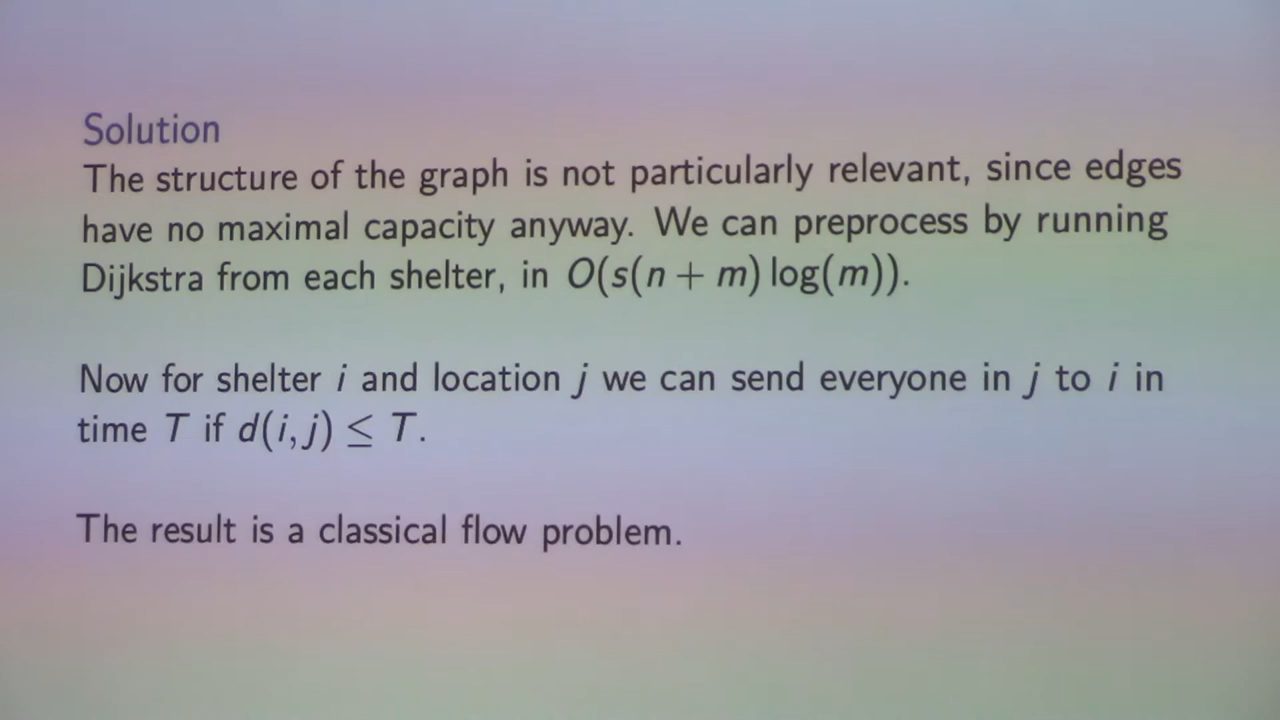 Solution
The structure of the graph is not particularly relevant, since edges
have no maximal capacity anyway. We can preprocess by running
Dijkstra from each shelter, in O(s(n + m) log(m)).
Now for shelter i and location j we can send everyone in j to i in
time T if d(i, j) ≤ T.
The result is a classical flow problem.